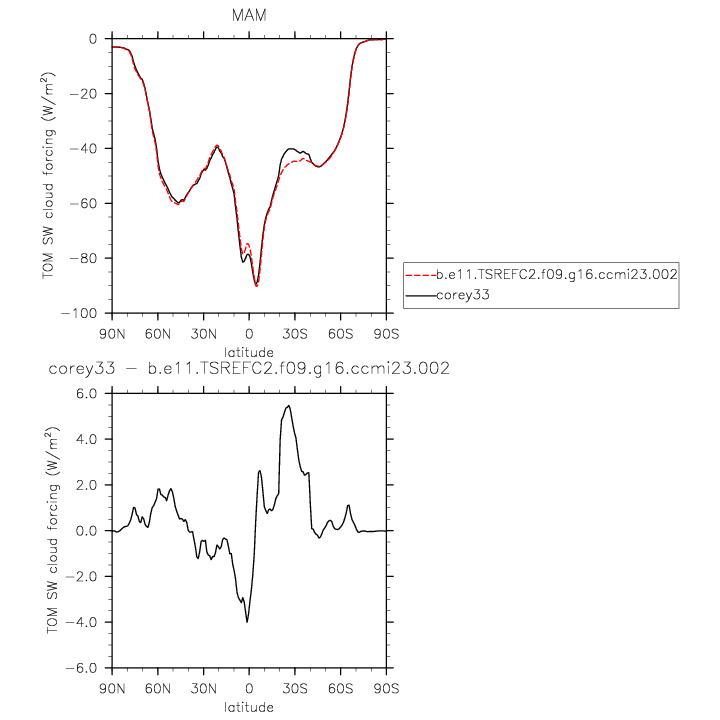 MAM
TOM SW cloud forcing (W/m²)
0
−20
−40
−60
−80
−100
90N 60N 30N 0 30S 60S 90S
latitude
b.e11.TSREFC2.f09.g16.ccmi23.002
corey33
corey33 − b.e11.TSREFC2.f09.g16.ccmi23.002
TOM SW cloud forcing (W/m²)
6.0
4.0
2.0
0.0
−2.0
−4.0
−6.0
90N 60N 30N 0 30S 60S 90S
latitude